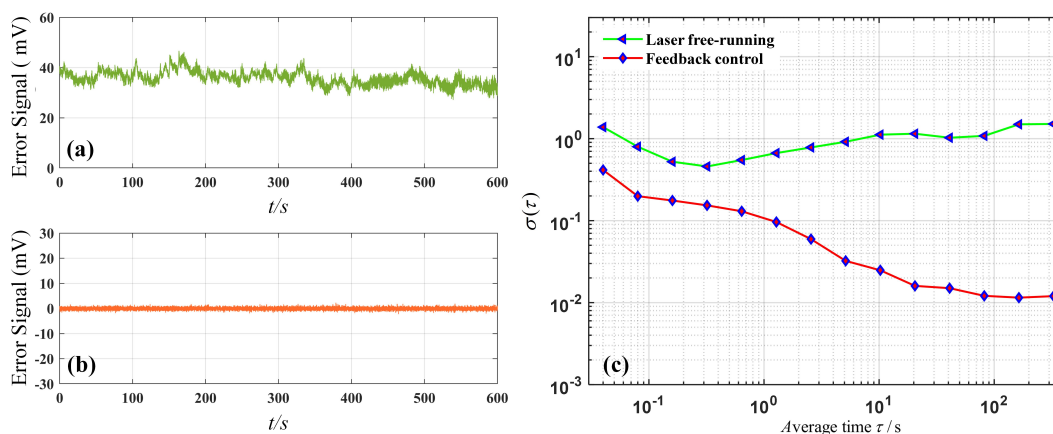 60
40
20
0
Error Signal ( mV)
(a)
0 100 200 300 400 500 600
t/s
30
20
10
0
-10
-20
-30
Error Signal (mV)
(b)
0 100 200 300 400 500 600
t/s
Laser free-running
Feedback control
10^1
10^0
10^-1
10^-2
10^-3
σ(τ)
(c)
10^-1 10^0 10^1 10^2
Average time τ / s